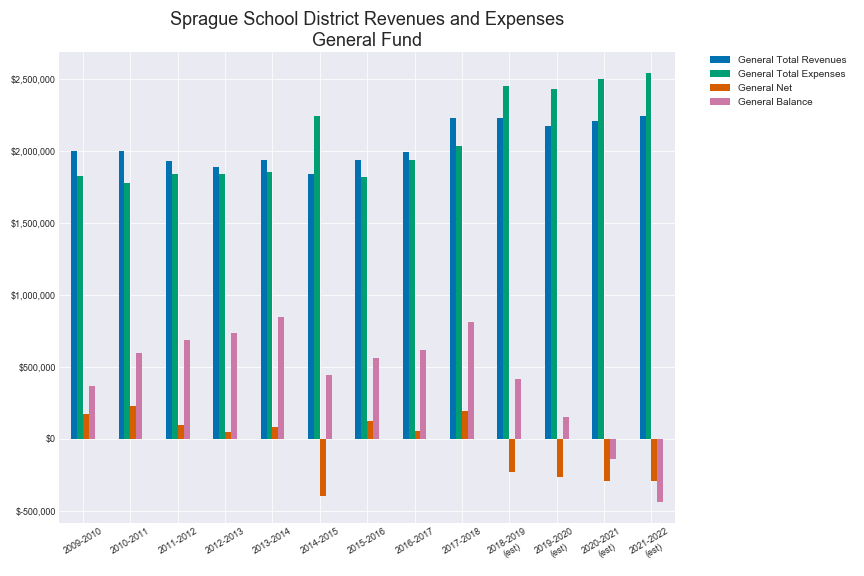 Sprague School District Revenues and Expenses
General Fund
General Total Revenues
General Total Expenses
General Net
General Balance
$2,500,000
$2,000,000
$1,500,000
$1,000,000
$500,000
$0
$-500,000
2009-2010
2010-2011
2011-2012
2012-2013
2013-2014
2014-2015
2015-2016
2016-2017
2017-2018
2018-2019
(est)
2019-2020
(est)
2020-2021
(est)
2021-2022
(est)